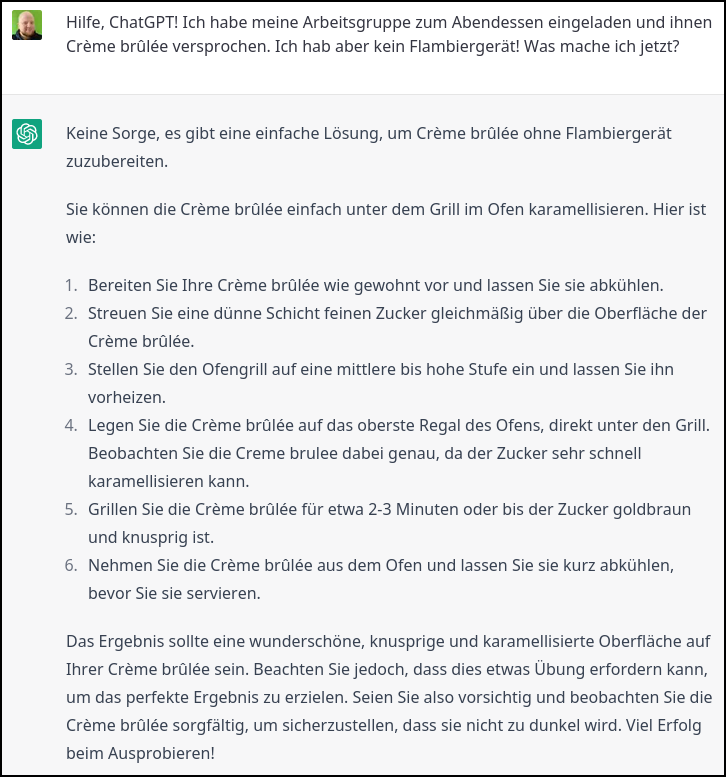 Hilfe, ChatGPT! Ich habe meine Arbeitsgruppe zum Abendessen eingeladen und ihnen
Crème brûlée versprochen. Ich hab aber kein Flambiergerät! Was mache ich jetzt?
Keine Sorge, es gibt eine einfache Lösung, um Crème brûlée ohne Flambiergerät
zuzubereiten.
Sie können die Crème brûlée einfach unter dem Grill im Ofen karamellisieren. Hier ist
wie:
1. Bereiten Sie Ihre Crème brûlée wie gewohnt vor und lassen Sie sie abkühlen.
2. Streuen Sie eine dünne Schicht feinen Zucker gleichmäßig über die Oberfläche der
Crème brûlée.
3. Stellen Sie den Ofengrill auf eine mittlere bis hohe Stufe ein und lassen Sie ihn
vorheizen.
4. Legen Sie die Crème brûlée auf das oberste Regal des Ofens, direkt unter den Grill.
Beobachten Sie die Creme brulee dabei genau, da der Zucker sehr schnell
karamellisieren kann.
5. Grillen Sie die Crème brûlée für etwa 2-3 Minuten oder bis der Zucker goldbraun
und knusprig ist.
6. Nehmen Sie die Crème brûlée aus dem Ofen und lassen Sie sie kurz abkühlen,
bevor Sie sie servieren.
Das Ergebnis sollte eine wunderschöne, knusprige und karamellisierte Oberfläche auf
Ihrer Crème brûlée sein. Beachten Sie jedoch, dass dies etwas Übung erfordern kann,
um das perfekte Ergebnis zu erzielen. Seien Sie also vorsichtig und beobachten Sie die
Crème brûlée sorgfältig, um sicherzustellen, dass sie nicht zu dunkel wird. Viel Erfolg
beim Ausprobieren!